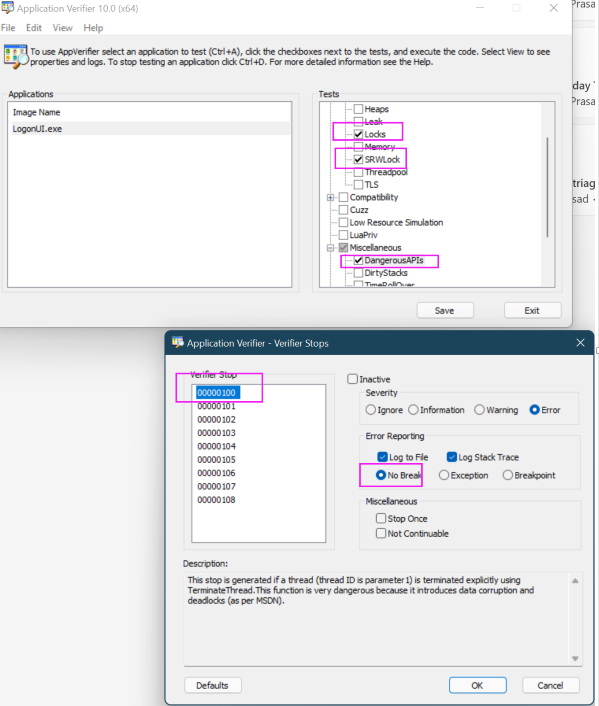 Application Verifier 10.0 (x64)
Prasa
File Edit View Help
To use AppVerifier select an application to test (Ctrl+A), click the checkboxes next to the tests, and execute the code. Select View to see
properties and logs. To stop testing an application click Ctrl+D. For more detailed information see the Help.
day
Prasa
Applications
Tests
Image Name
LogonUI.exe
Heaps
Leak
Locks
Memory
SRWLock
Threadpool
TLS
Compatibility
Cuzz
Low Resource Simulation
LuaPriv
Miscellaneous
DangerousAPIs
DirtyStacks
TimeRollOver
triag
sad
Save Exit
Application Verifier - Verifier Stops
Verifier Stop
00000100
00000101
00000102
00000103
00000104
00000105
00000106
00000107
00000108
Inactive
Severity
Ignore Information Warning Error
Error Reporting
Log to File Log Stack Trace
No Break Exception Breakpoint
Miscellaneous
Stop Once
Not Continuable
Description:
This stop is generated if a thread (thread ID is parameter1) is terminated explicitly using
TerminateThread.This function is very dangerous because it introduces data corruption and
deadlocks (as per MSDN).
Defaults OK Cancel